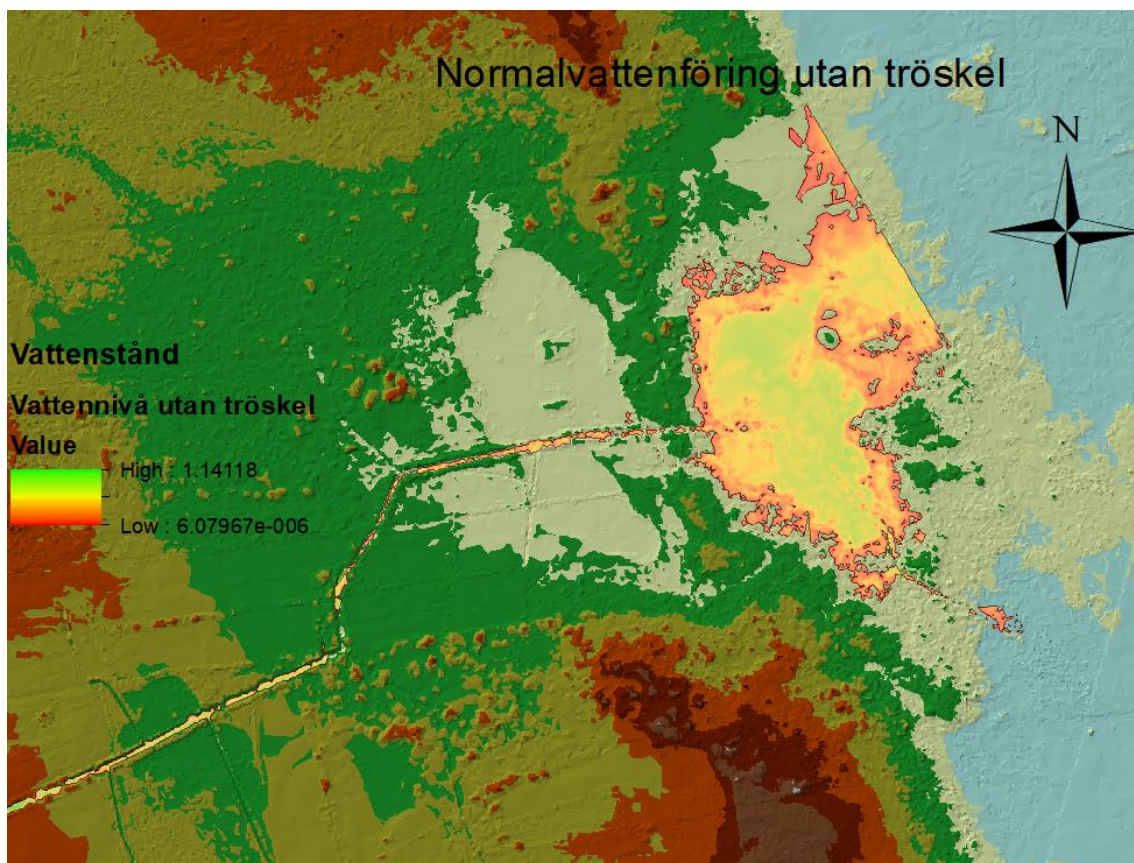 Normalvattenföring utan tröskel
N
Vattenstånd
Vattennivå utan tröskel
Value
High : 1.14118
Low : 6.07967e-006